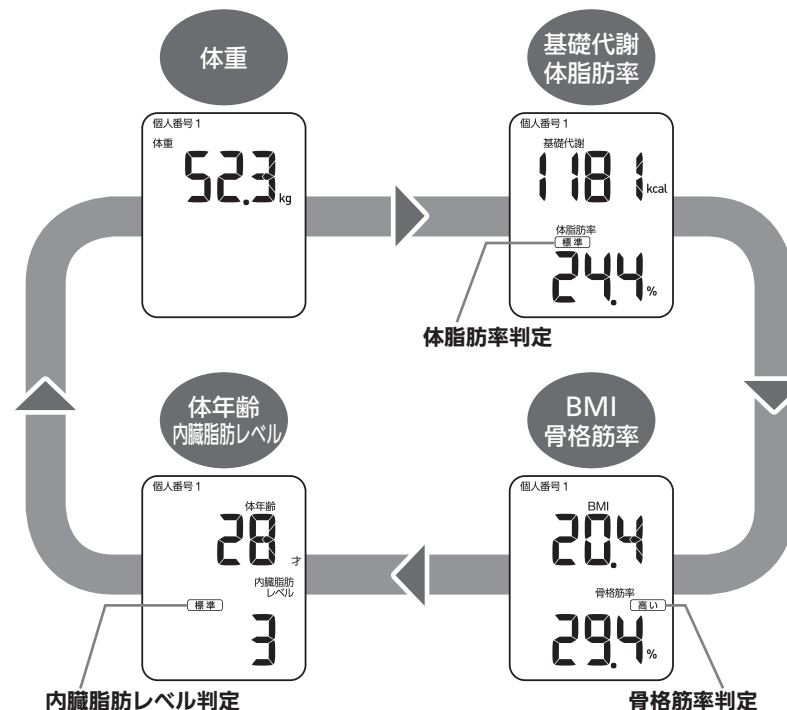 体重
個人番号1
体重
52.3 kg
基礎代謝
体脂肪率
個人番号1
基礎代謝
1181 kcal
体脂肪率
標準
24.4 %
体脂肪率判定
BMI
骨格筋率
個人番号1
BMI
20.4
骨格筋率
高い
29.4 %
骨格筋率判定
体年齢
内臓脂肪レベル
個人番号1
体年齢
28 才
内臓脂肪
レベル
標準
3
内臓脂肪レベル判定